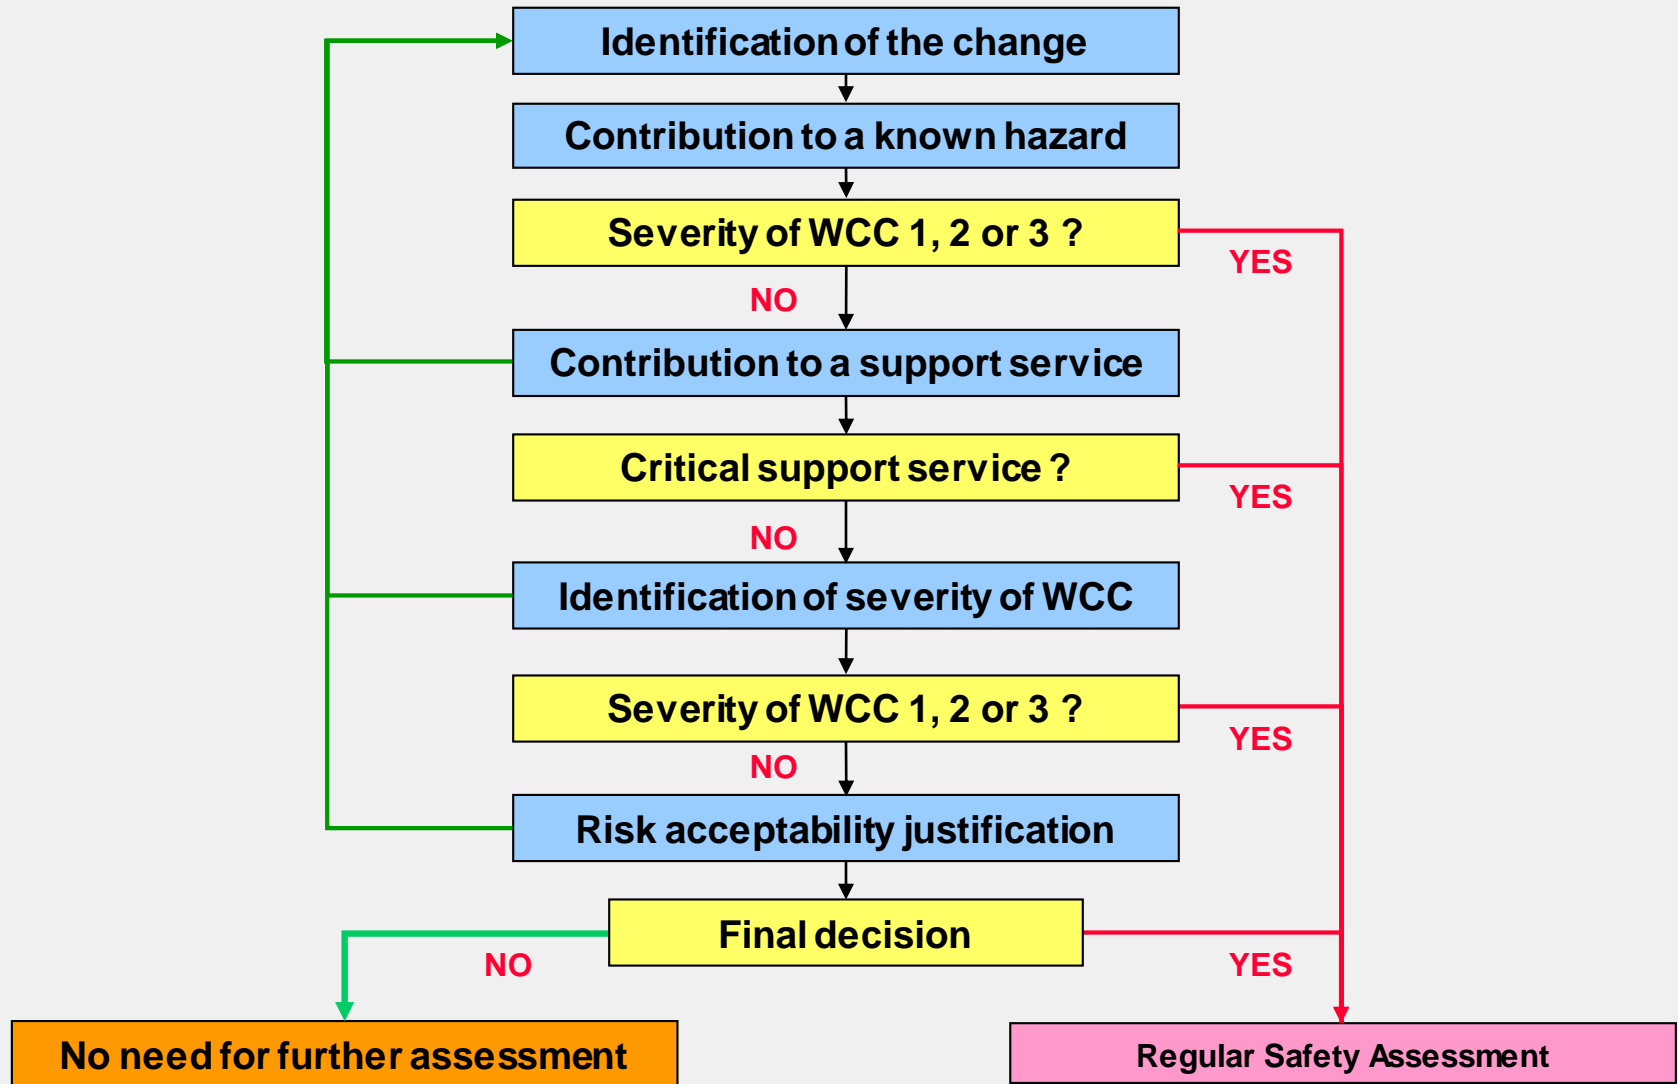 Identification of the change
Contribution to a known hazard
Severity of WCC 1, 2 or 3 ?
YES
NO
Contribution to a support service
Critical support service ?
YES
NO
Identification of severity of WCC
Severity of WCC 1, 2 or 3 ?
YES
NO
Risk acceptability justification
Final decision
NO
YES
No need for further assessment
Regular Safety Assessment